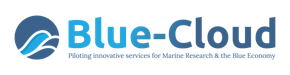 Blue-Cloud
Piloting innovative services for Marine Research & the Blue Economy